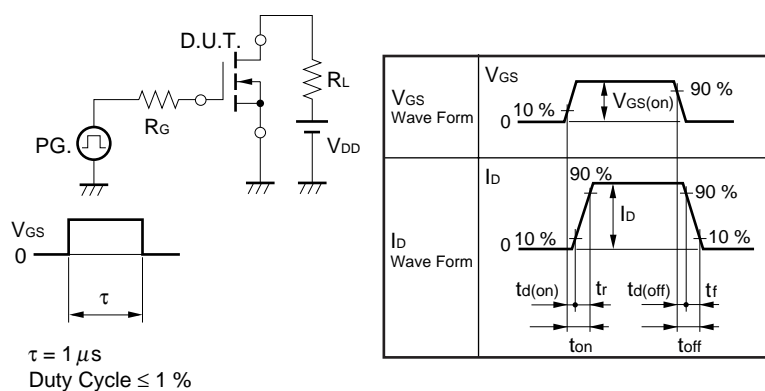 D.U.T.
RL
RG
PG.
VDD
VGS
0
τ
τ = 1 μs
Duty Cycle ≤ 1 %
VGS
Wave Form
VGS
90 %
10 %
VGS(on)
0
ID
Wave Form
ID
90 %
90 %
ID
10 %
10 %
0
td(on)
tr
td(off)
tf
ton
toff